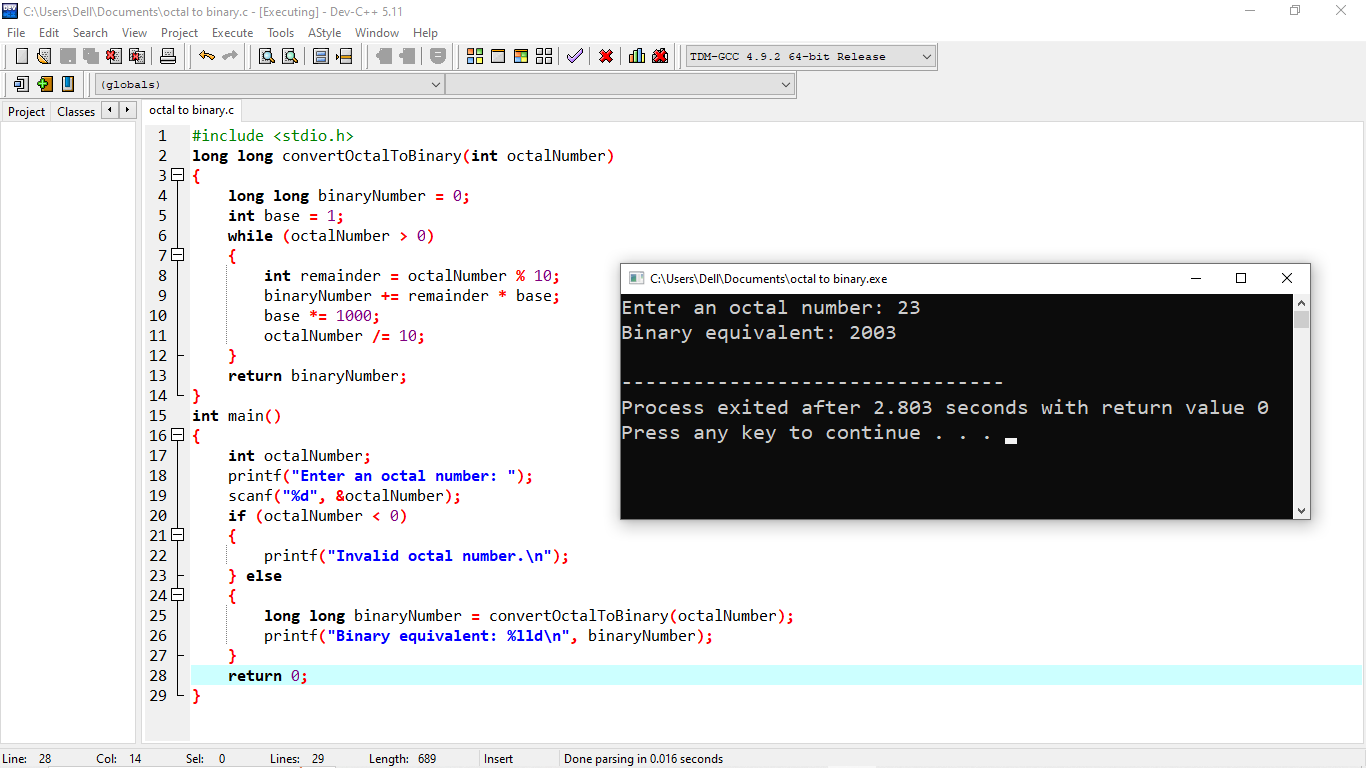 C:\Users\Dell\Documents\octal to binary.c - [Executing] - Dev-C++ 5.11
File Edit Search View Project Execute Tools AStyle Window Help
TDM-GCC 4.9.2 64-bit Release
(globals)
Project Classes octal to binary.c
1 #include <stdio.h>
2 long long convertOctalToBinary(int octalNumber)
3 {
4 long long binaryNumber = 0;
5 int base = 1;
6 while (octalNumber > 0)
7 {
8 int remainder = octalNumber % 10;
9 binaryNumber += remainder * base;
10 base *= 1000;
11 octalNumber /= 10;
12 }
13 return binaryNumber;
14 }
15 int main()
16 {
17 int octalNumber;
18 printf("Enter an octal number: ");
19 scanf("%d", &octalNumber);
20 if (octalNumber < 0)
21 {
22 printf("Invalid octal number.\n");
23 } else
24 {
25 long long binaryNumber = convertOctalToBinary(octalNumber);
26 printf("Binary equivalent: %lld\n", binaryNumber);
27 }
28 return 0;
29 }
C:\Users\Dell\Documents\octal to binary.exe
Enter an octal number: 23
Binary equivalent: 2003
--------------------------------
Process exited after 2.803 seconds with return value 0
Press any key to continue . . .
Line: 28 Col: 14 Sel: 0 Lines: 29 Length: 689 Insert Done parsing in 0.016 seconds